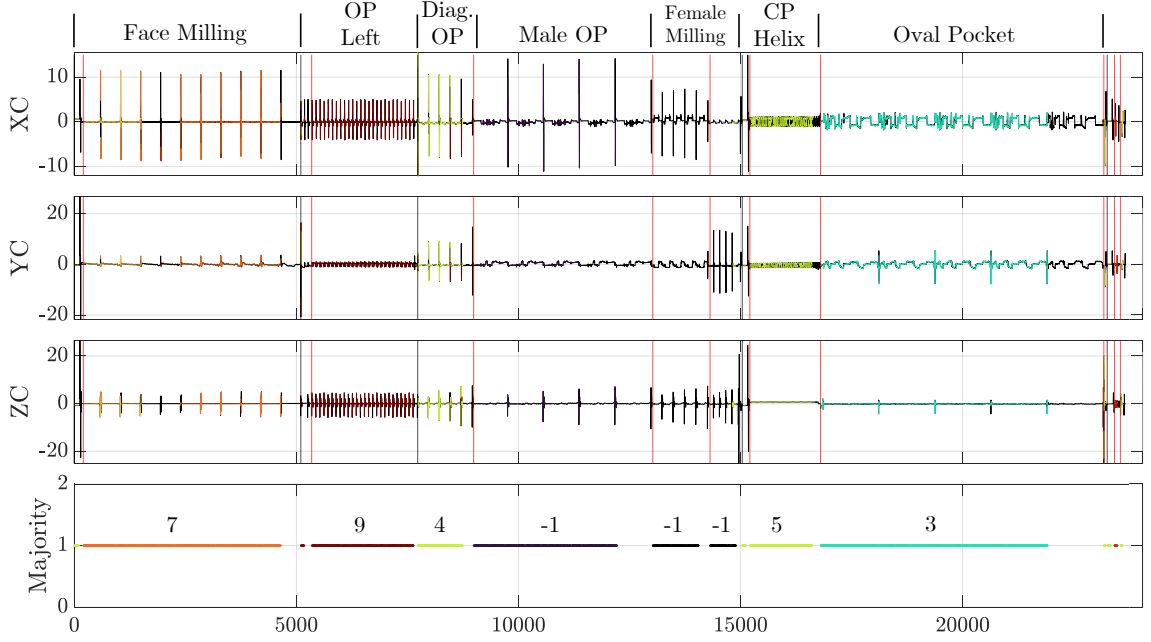 OP Diag. Female CP
Face Milling Left OP Male OP Milling Helix Oval Pocket
XC
10
0
-10
YC
20
0
-20
ZC
20
0
-20
Majority
2
1
0
7 9 4 -1 -1 -1 5 3
0 5000 10000 15000 20000